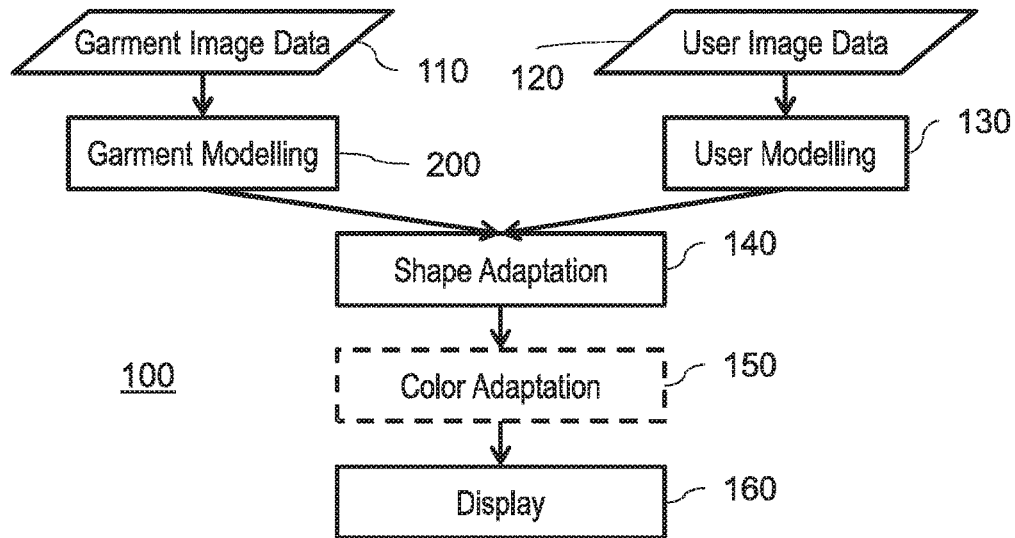 Garment Image Data
110
120
User Image Data
Garment Modelling
200
User Modelling
130
Shape Adaptation
140
100
Color Adaptation
150
Display
160